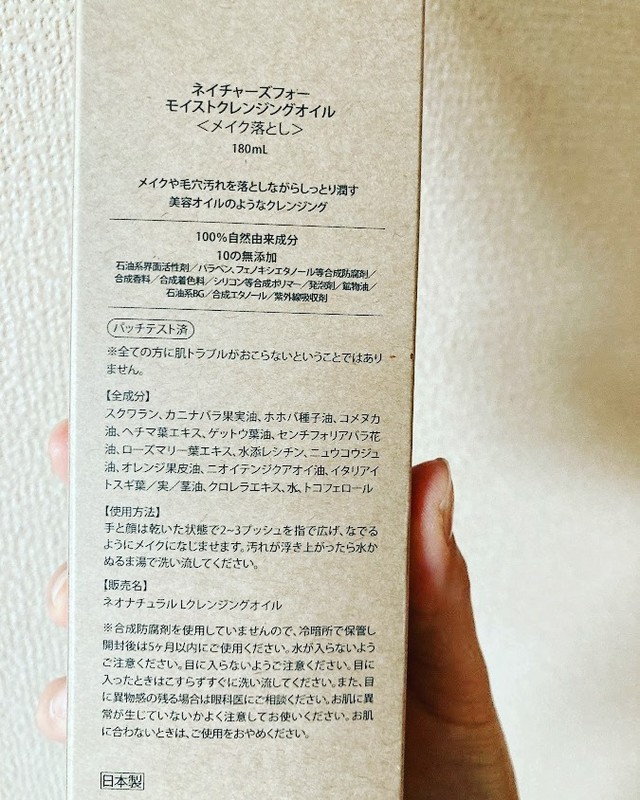 ネイチャーズフォー
モイストクレンジングオイル
＜メイク落とし＞
180mL
メイクや毛穴汚れを落としながらしっとり潤す
美容オイルのようなクレンジング
100%自然由来成分
10の無添加
石油系界面活性剤／パラベン、フェノキシエタノール等合成防腐剤／
合成香料／合成着色料／シリコン等合成ポリマー／発泡剤／鉱物油／
石油系BG／合成エタノール／紫外線吸収剤
パッチテスト済
※全ての方に肌トラブルがおこらないということではあり
ません。
【全成分】
スクワラン、カニナバラ果実油、ホホバ種子油、コメヌカ
油、ヘチマ葉エキス、ゲットウ葉油、センチフォリアバラ花
油、ローズマリー葉エキス、水添レシチン、ニュウコウジュ
油、オレンジ果皮油、ニオイテンジクアオイ油、イタリアイ
トスギ葉／実／茎油、クロレラエキス、水、トコフェロール
【使用方法】
手と顔は乾いた状態で2~3プッシュを指で広げ、なでる
ようにメイクになじませます。汚れが浮き上がったら水か
ぬるま湯で洗い流してください。
【販売名】
ネオナチュラル Lクレンジングオイル
※合成防腐剤を使用していませんので、冷暗所で保管し
開封後は5ヶ月以内にご使用ください。水が入らないよう
ご注意ください。目に入らないようご注意ください。目に
入ったときはこすらずすぐに洗い流してください。また、目
に異物感の残る場合は眼科医にご相談ください。お肌に異
常が生じていないかよく注意してお使いください。お肌
に合わないときは、ご使用をおやめください。
日本製